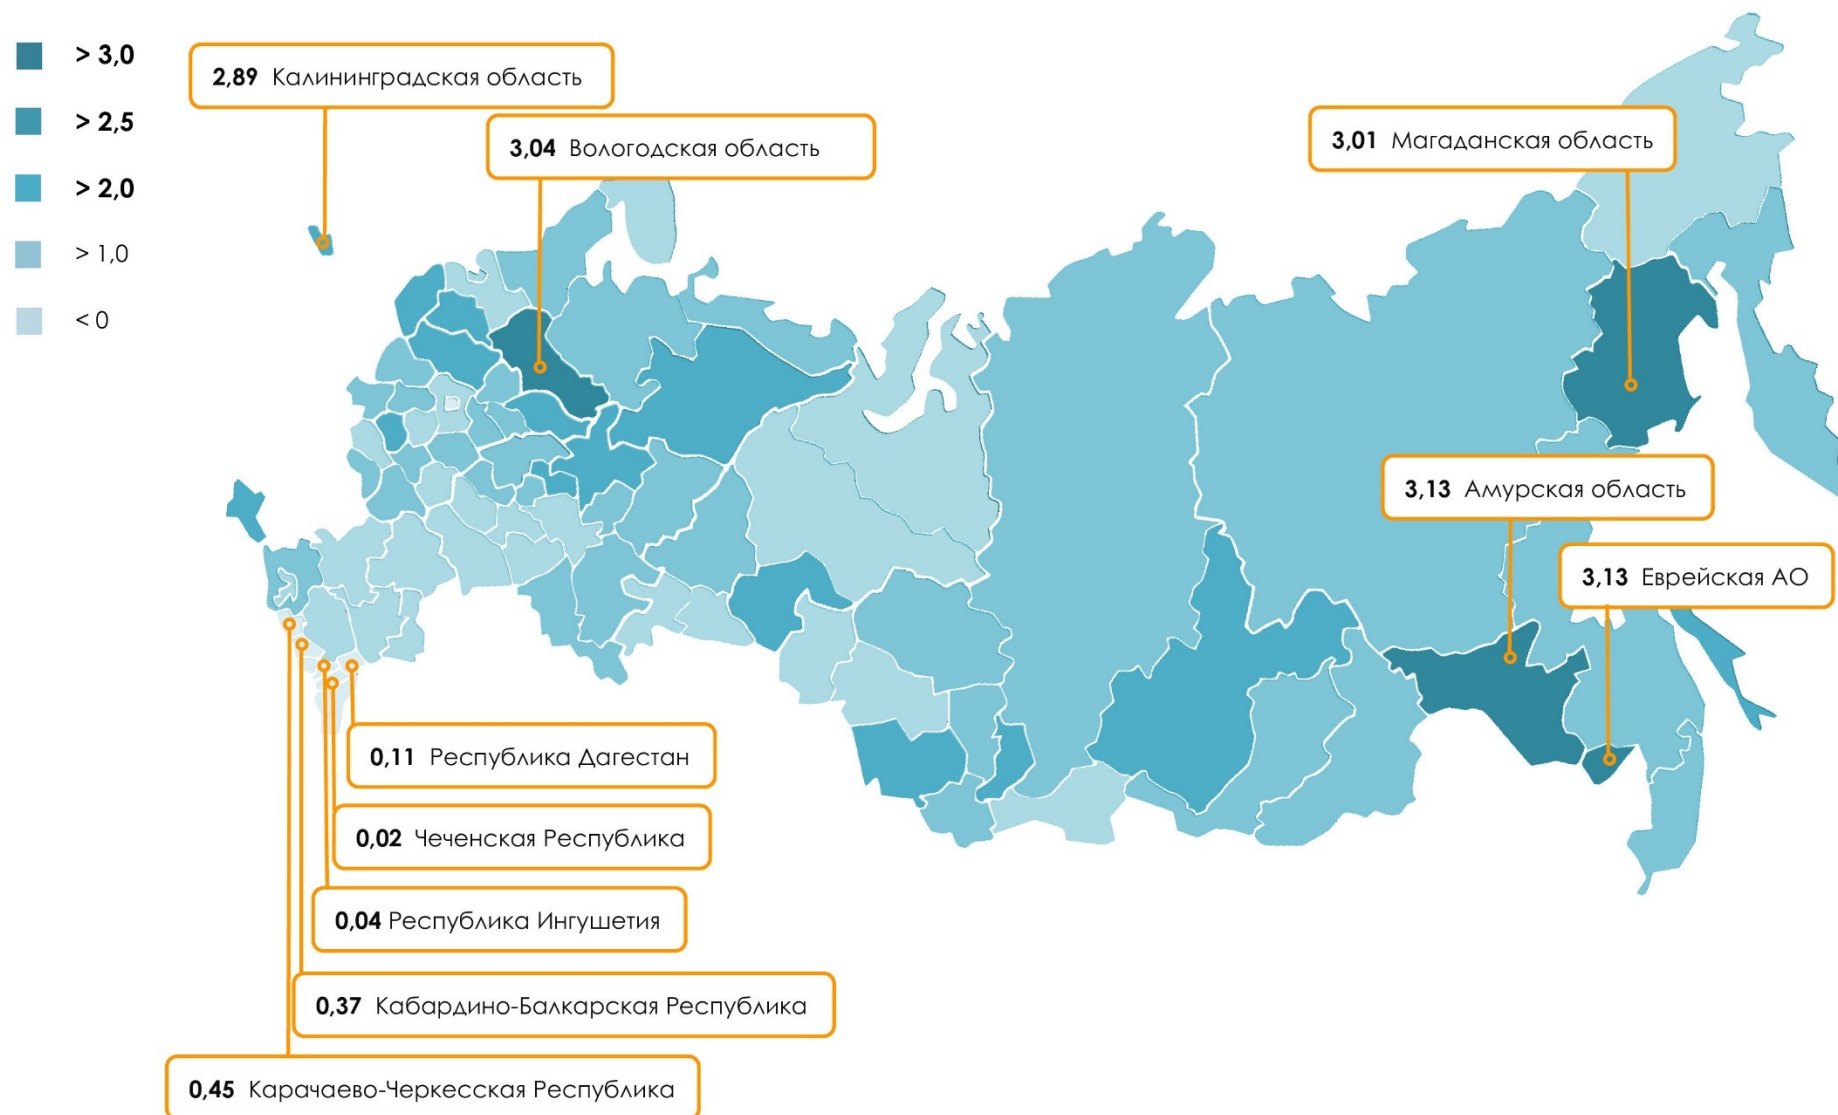 > 3,0
> 2,5
> 2,0
> 1,0
< 0
2,89 Калининградская область
3,04 Вологодская область
3,01 Магаданская область
3,13 Амурская область
3,13 Еврейская АО
0,11 Республика Дагестан
0,02 Чеченская Республика
0,04 Республика Ингушетия
0,37 Кабардино-Балкарская Республика
0,45 Карачаево-Черкесская Республика